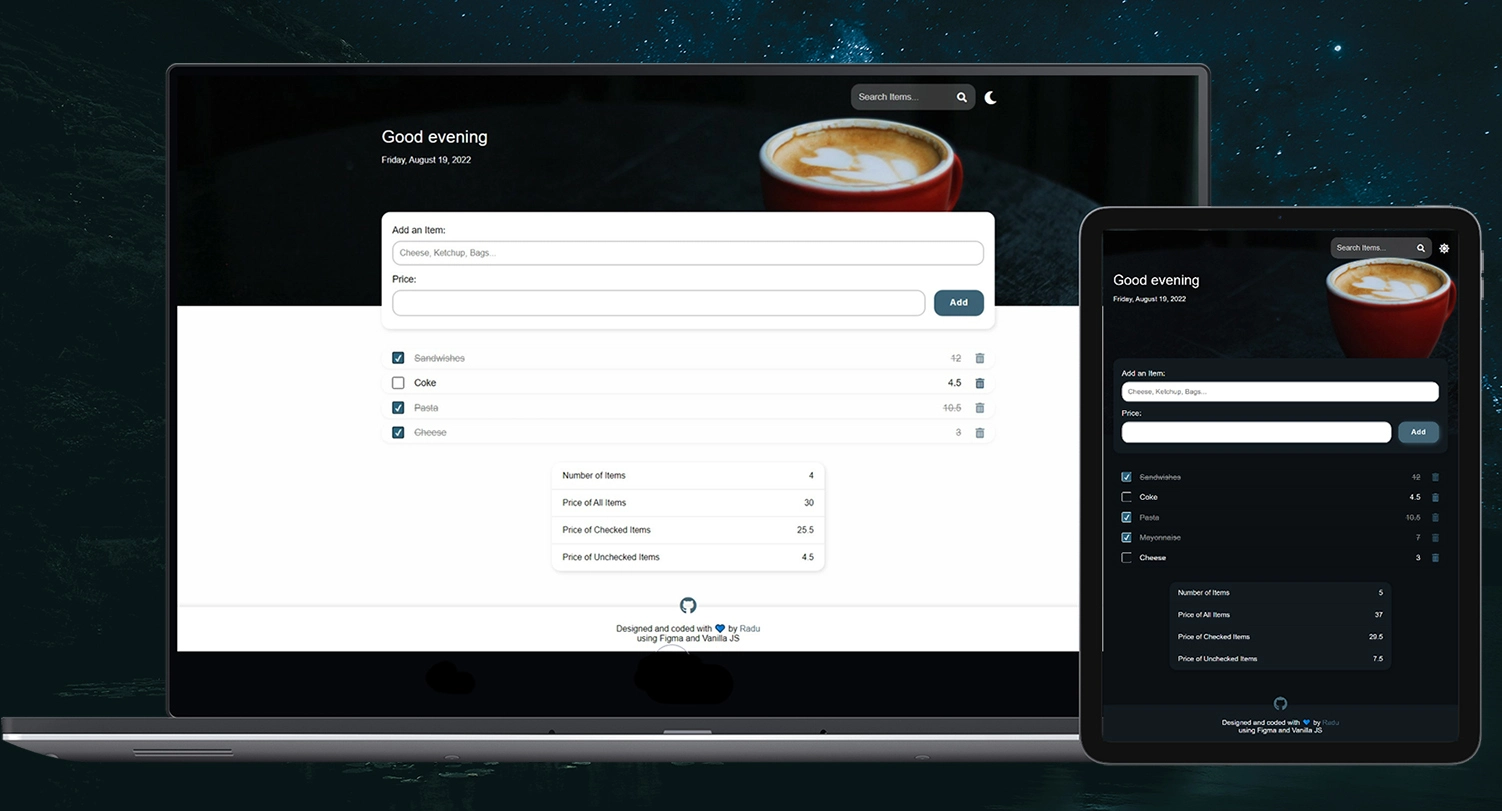 Search Items...
Good evening
Friday, August 19, 2022
Add an Item:
Cheese, Ketchup, Bags...
Price:
Add
Sandwishes 12
Coke 4.5
Pasta 10.5
Cheese 3
Number of Items 4
Price of All Items 30
Price of Checked Items 25.5
Price of Unchecked Items 4.5
Designed and coded with 💙 by Radu
using Figma and Vanilla JS
Search Items...
Good evening
Friday, August 19, 2022
Add an Item:
Cheese, Ketchup, Bags...
Price:
Add
Sandwishes 12
Coke 4.5
Pasta 10.5
Mayonnaise 7
Cheese 3
Number of Items 5
Price of All Items 37
Price of Checked Items 29.5
Price of Unchecked Items 7.5
Designed and coded with 💙 by Radu
using Figma and Vanilla JS